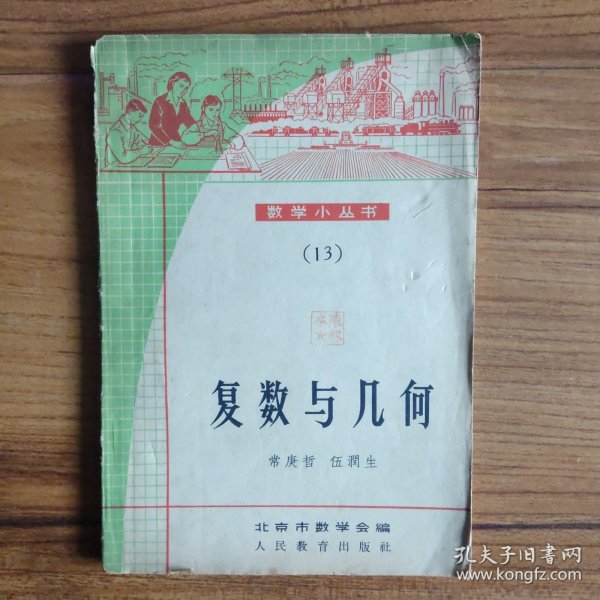 数学小丛书
(13)
复数与几何
常庚哲 伍潤生
北京市数学会編
人民教育出版社
孔夫子旧书网
www.kongfz.com